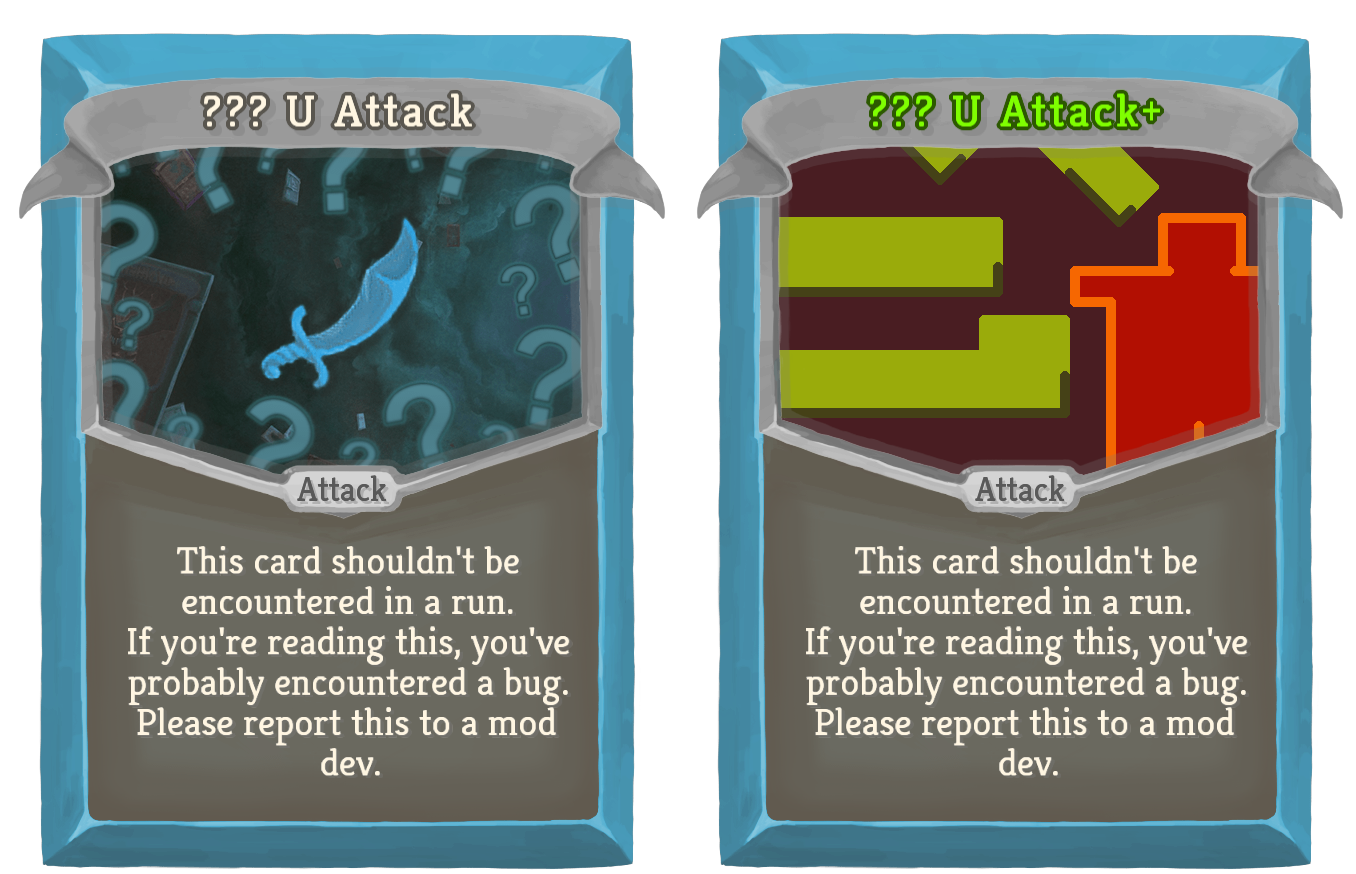 ??? U Attack
Attack
This card shouldn't be
encountered in a run.
If you're reading this, you've
probably encountered a bug.
Please report this to a mod
dev.
??? U Attack+
Attack
This card shouldn't be
encountered in a run.
If you're reading this, you've
probably encountered a bug.
Please report this to a mod
dev.